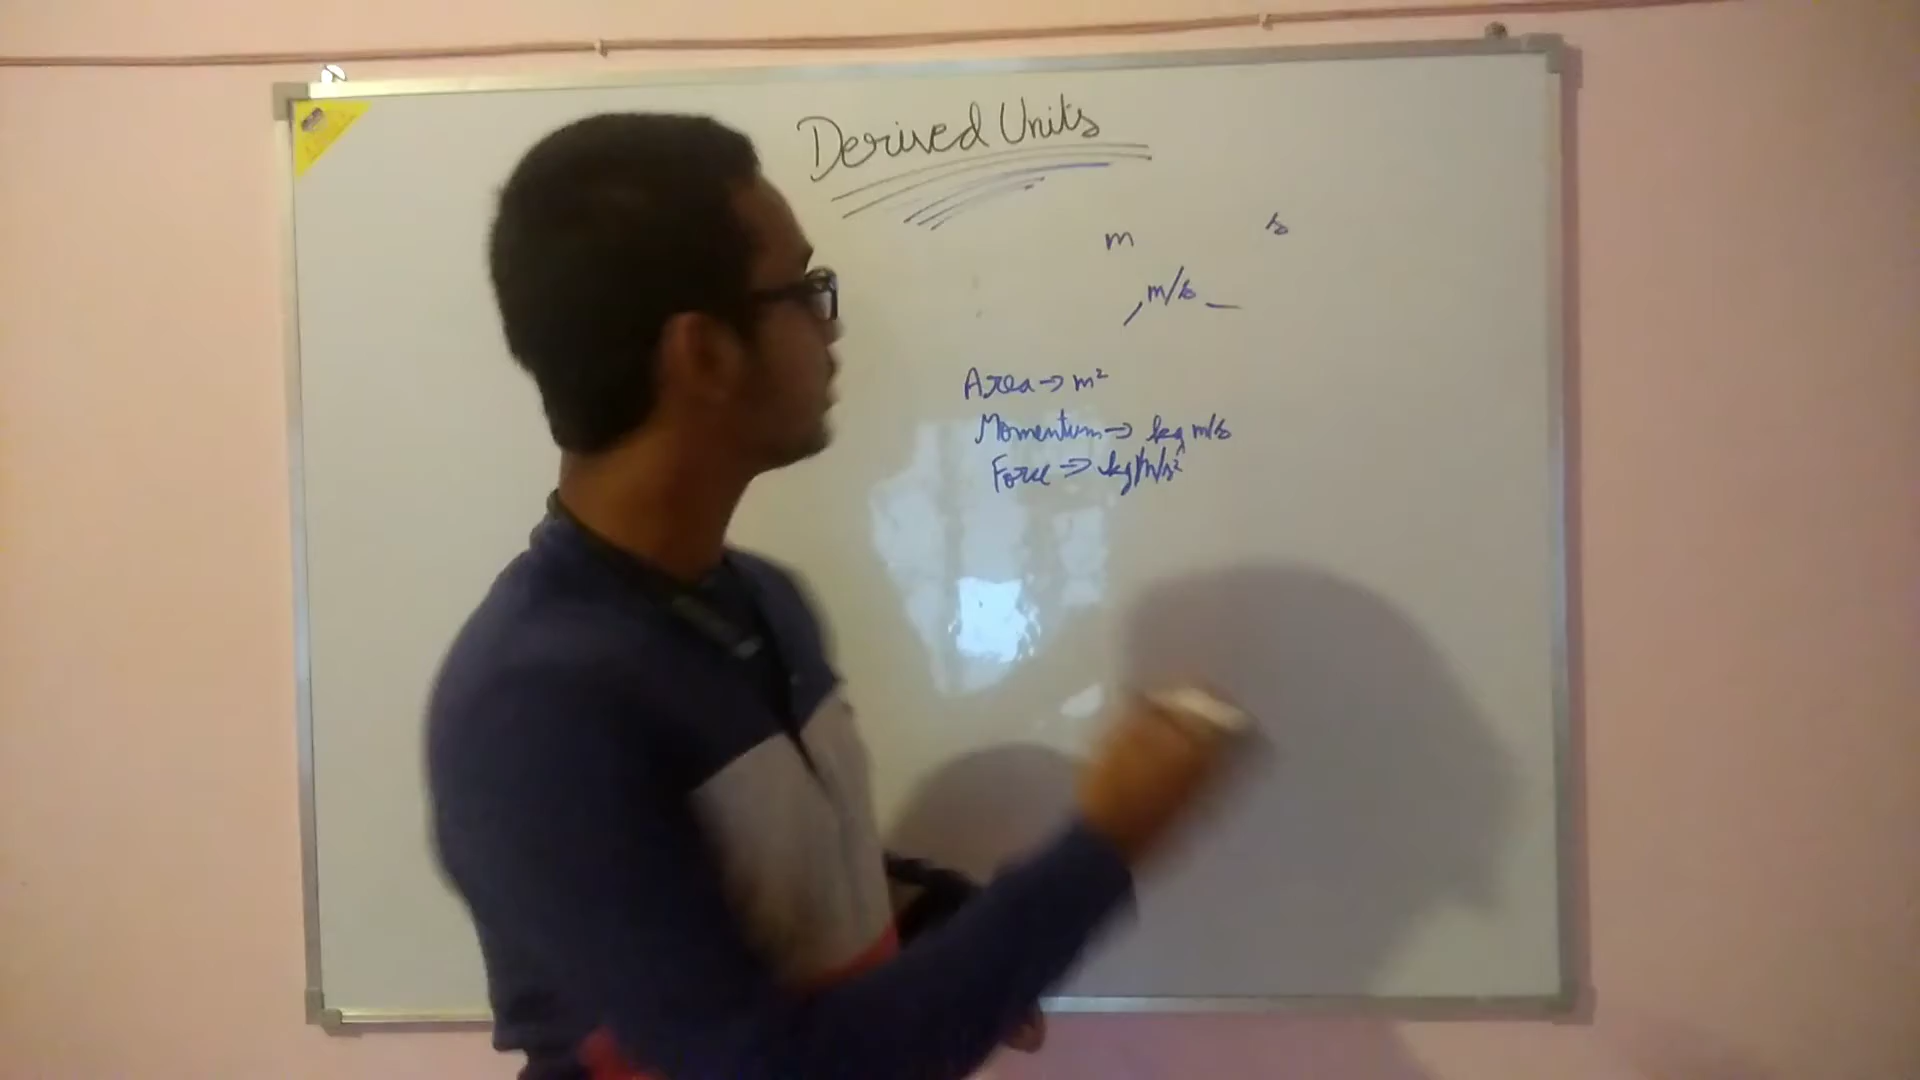 Derived Units
m s
m/s
Area → m²
Momentum → kg m/s
Force → kg m/s²